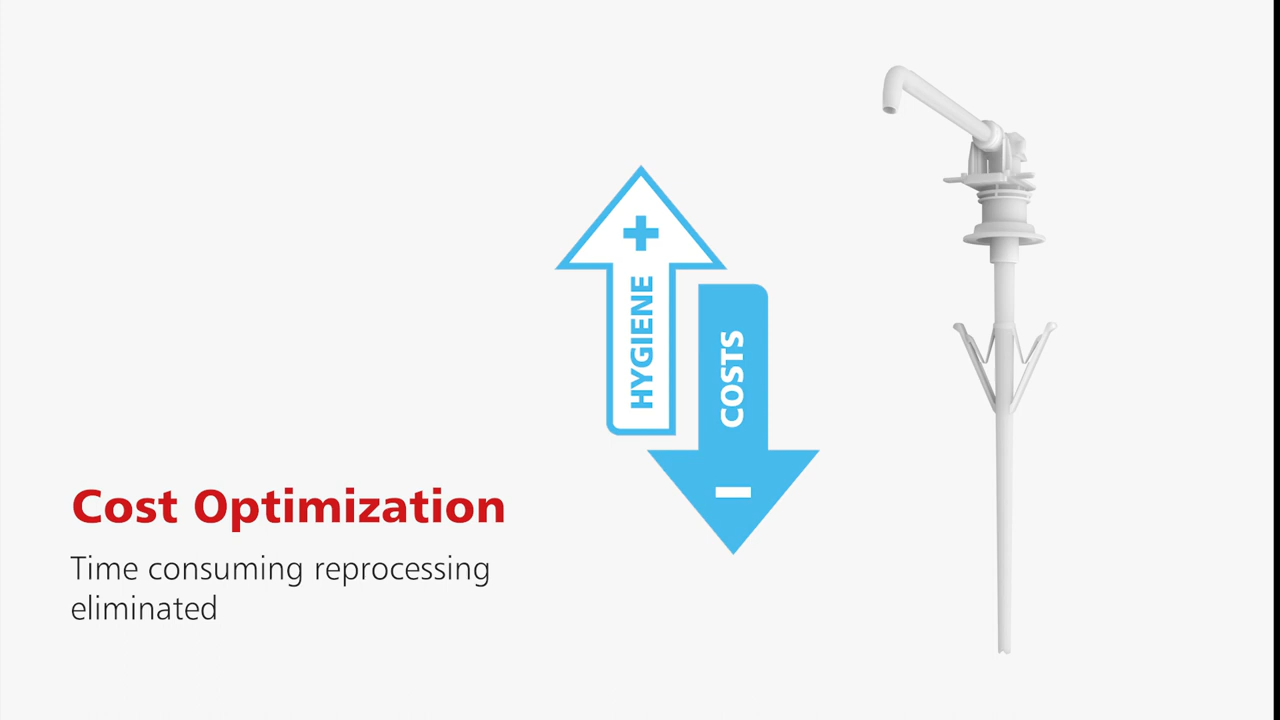 +
HYGIENE
COSTS
-
Cost Optimization
Time consuming reprocessing
eliminated